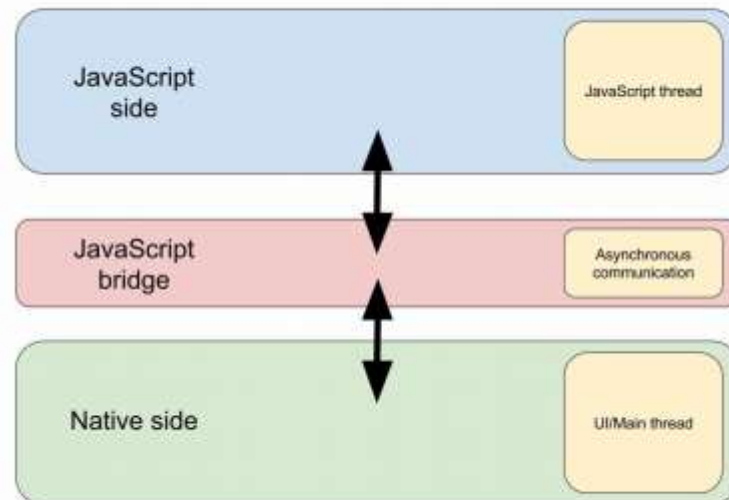 JavaScript
side
JavaScript thread
JavaScript
bridge
Asynchronous
communication
Native side
UI/Main thread